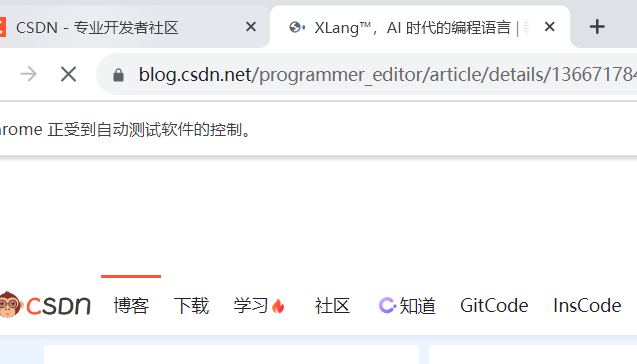 CSDN - 专业开发者社区
XLang™，AI 时代的编程语言 |
blog.csdn.net/programmer_editor/article/details/13667178
rome 正受到自动测试软件的控制。
CSDN 博客 下载 学习 社区 知道 GitCode InsCode